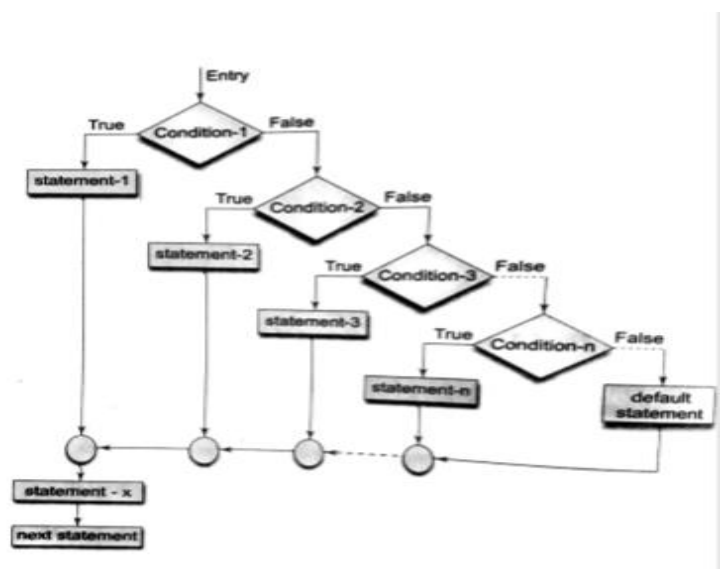 Entry
True
Condition-1
False
statement-1
True
Condition-2
False
statement-2
True
Condition-3
False
statement-3
True
Condition-n
False
statement-n
default
statement
statement - x
next statement